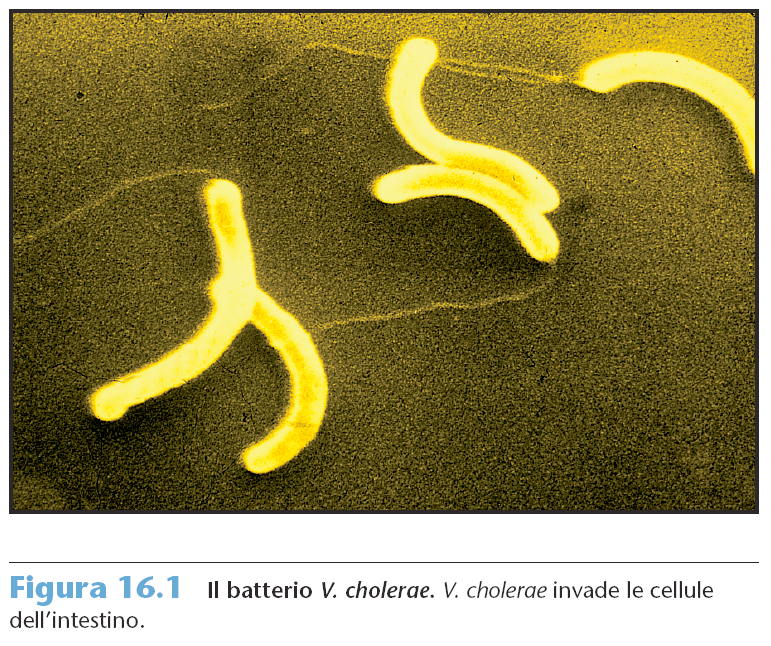 Figura 16.1 Il batterio V. cholerae. V. cholerae invade le cellule
dell'intestino.